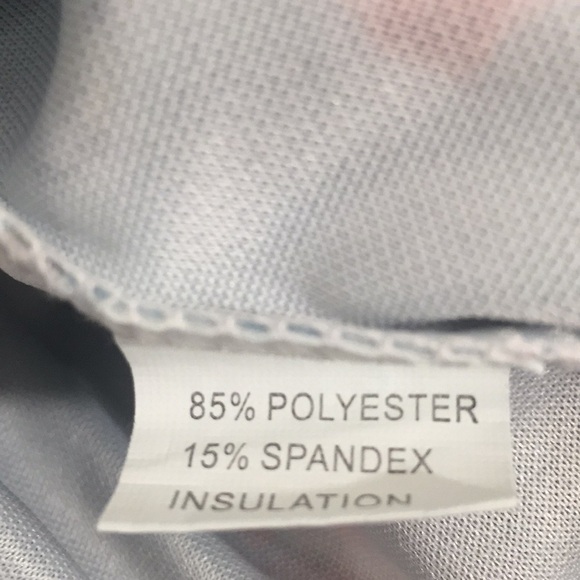 85% POLYESTER
15% SPANDEX
INSULATION